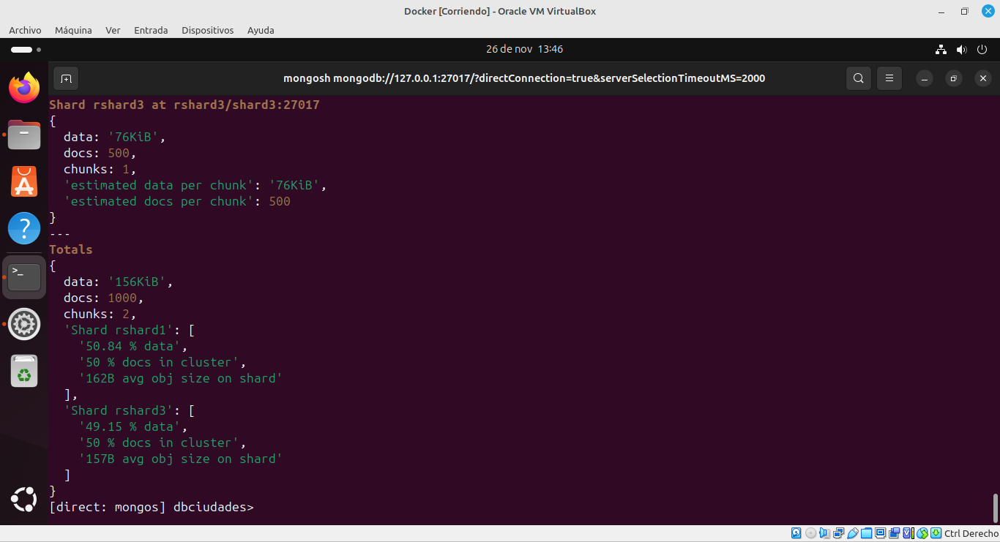 Docker [Corriendo] - Oracle VM VirtualBox
Archivo Máquina Ver Entrada Dispositivos Ayuda
26 de nov 13:46
mongosh mongodb://127.0.0.1:27017/?directConnection=true&serverSelectionTimeoutMS=2000
Shard rshard3 at rshard3/shard3:27017
{
  data: '76KiB',
  docs: 500,
  chunks: 1,
  'estimated data per chunk': '76KiB',
  'estimated docs per chunk': 500
}
---
Totals
{
  data: '156KiB',
  docs: 1000,
  chunks: 2,
  'Shard rshard1': [
    '50.84 % data',
    '50 % docs in cluster',
    '162B avg obj size on shard'
  ],
  'Shard rshard3': [
    '49.15 % data',
    '50 % docs in cluster',
    '157B avg obj size on shard'
  ]
}
[direct: mongos] dbciudades>
Ctrl Derecho